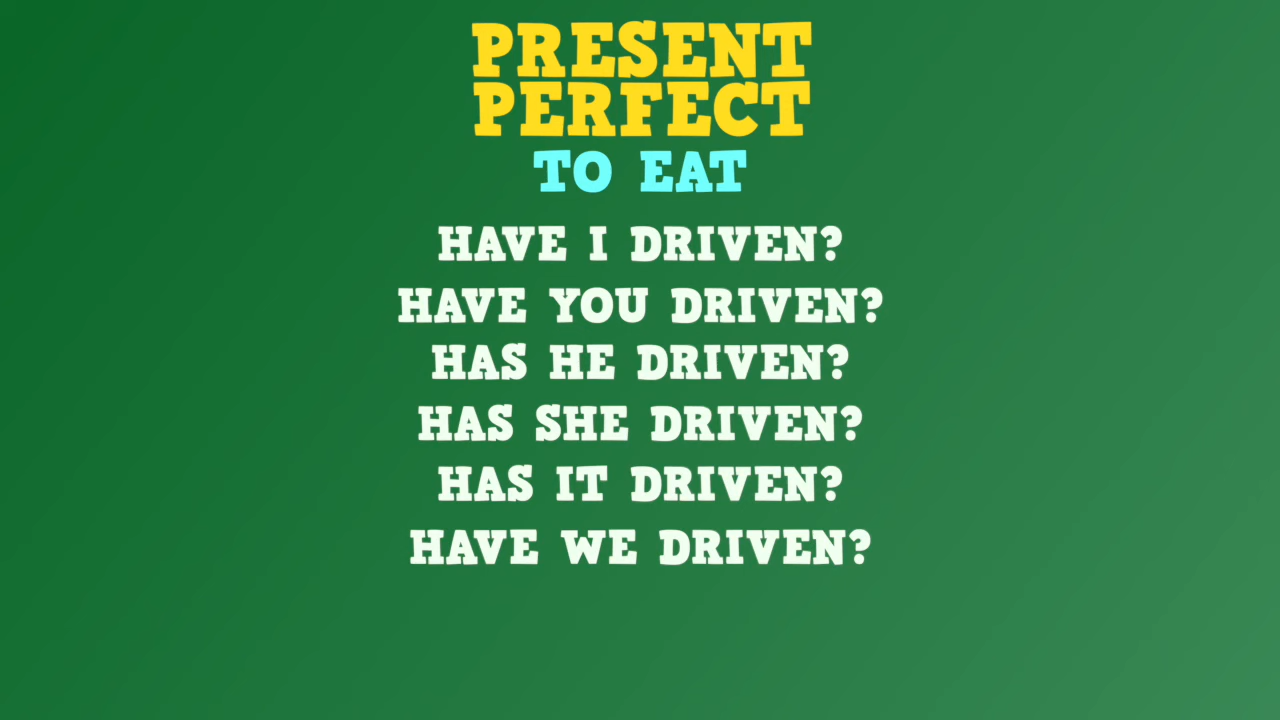 PRESENT
PERFECT
TO EAT
HAVE I DRIVEN?
HAVE YOU DRIVEN?
HAS HE DRIVEN?
HAS SHE DRIVEN?
HAS IT DRIVEN?
HAVE WE DRIVEN?